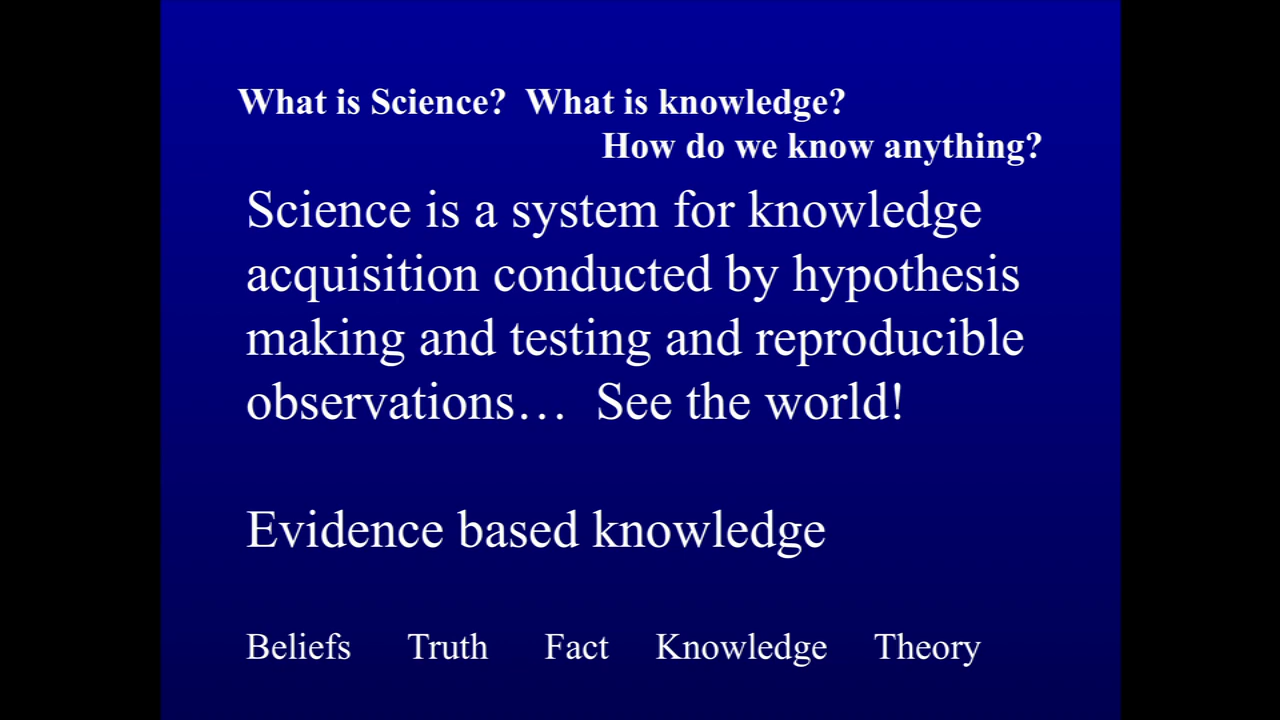 What is Science?  What is knowledge?
How do we know anything?
Science is a system for knowledge
acquisition conducted by hypothesis
making and testing and reproducible
observations…  See the world!
Evidence based knowledge
Beliefs Truth Fact Knowledge Theory